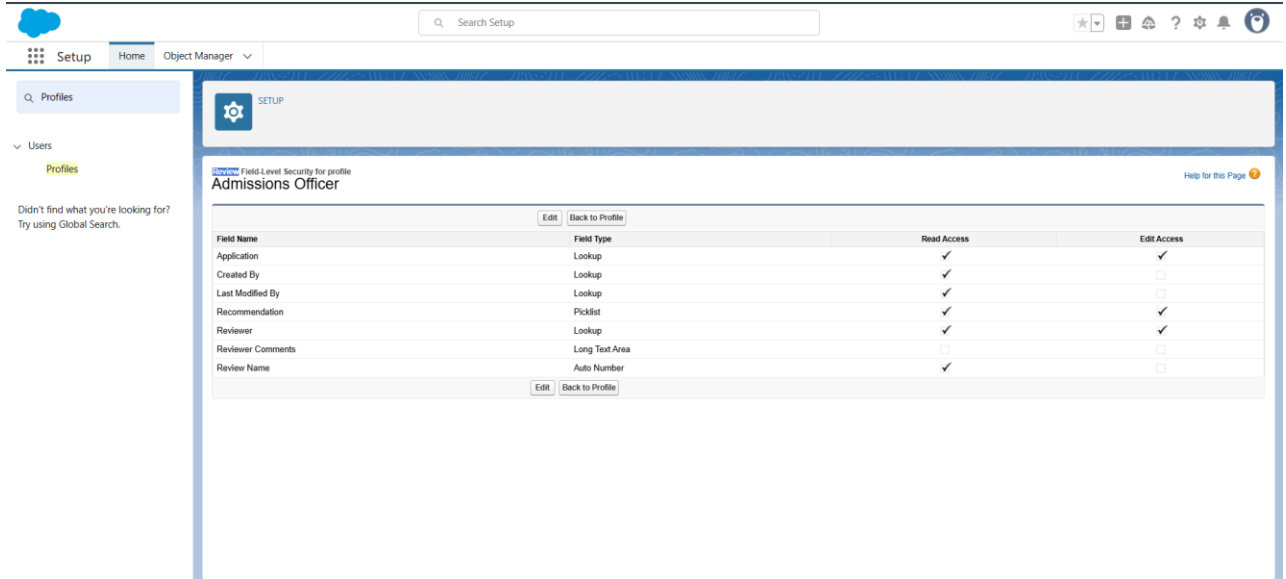 Search Setup
Setup Home Object Manager
Profiles
SETUP
Users
Profiles
Didn't find what you're looking for?
Try using Global Search.
Review Field-Level Security for profile
Admissions Officer
Help for this Page ?
Edit Back to Profile
Field Name Field Type Read Access Edit Access
Application Lookup
Created By Lookup
Last Modified By Lookup
Recommendation Picklist
Reviewer Lookup
Reviewer Comments Long Text Area
Review Name Auto Number
Edit Back to Profile